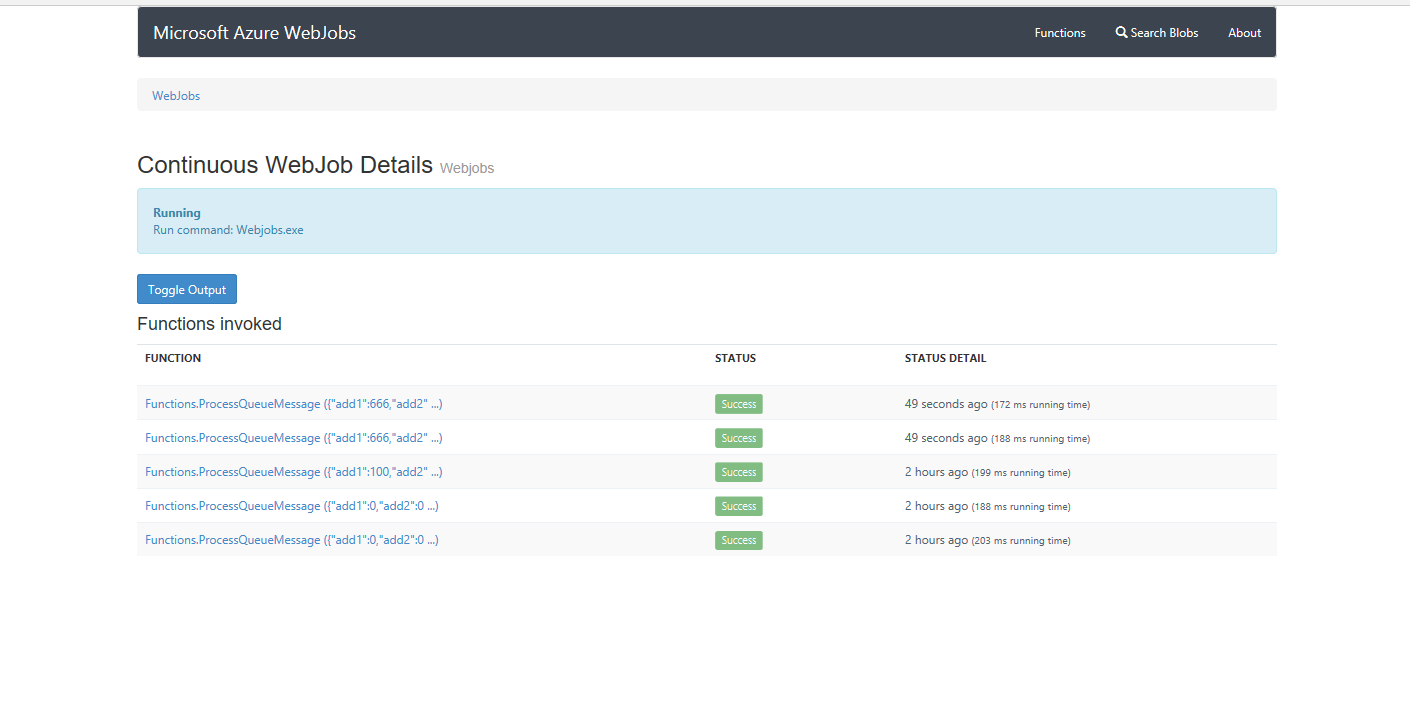 Microsoft Azure WebJobs Functions Search Blobs About
WebJobs
Continuous WebJob Details Webjobs
Running
Run command: Webjobs.exe
Toggle Output
Functions invoked
FUNCTION STATUS STATUS DETAIL
Functions.ProcessQueueMessage ({"add1":666,"add2" ...) Success 49 seconds ago (172 ms running time)
Functions.ProcessQueueMessage ({"add1":666,"add2" ...) Success 49 seconds ago (188 ms running time)
Functions.ProcessQueueMessage ({"add1":100,"add2" ...) Success 2 hours ago (199 ms running time)
Functions.ProcessQueueMessage ({"add1":0,"add2":0 ...) Success 2 hours ago (188 ms running time)
Functions.ProcessQueueMessage ({"add1":0,"add2":0 ...) Success 2 hours ago (203 ms running time)